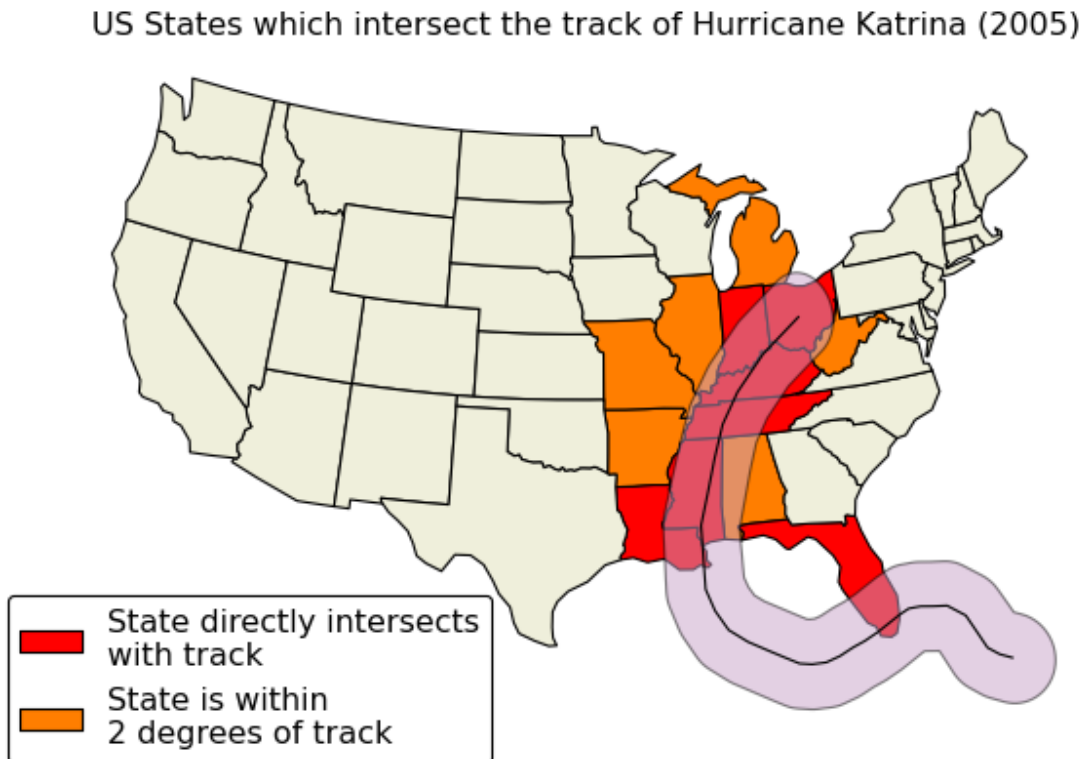 US States which intersect the track of Hurricane Katrina (2005)
State directly intersects
with track
State is within
2 degrees of track